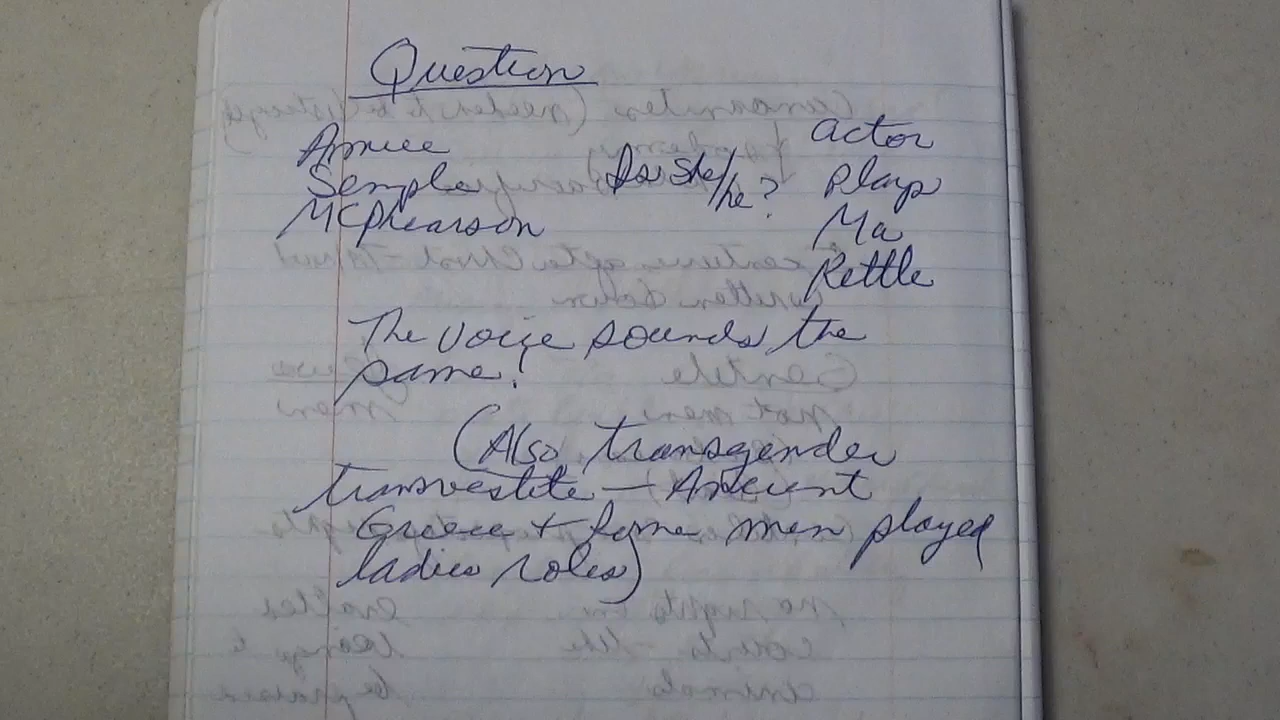 Question
Aimee
Semple
McPhearson
Is she/he?
actor
plays
Ma
Kettle
The voice sounds the
same!
(Also transgender
transvestite — Ancient
Greece + Rome men played
ladies roles)